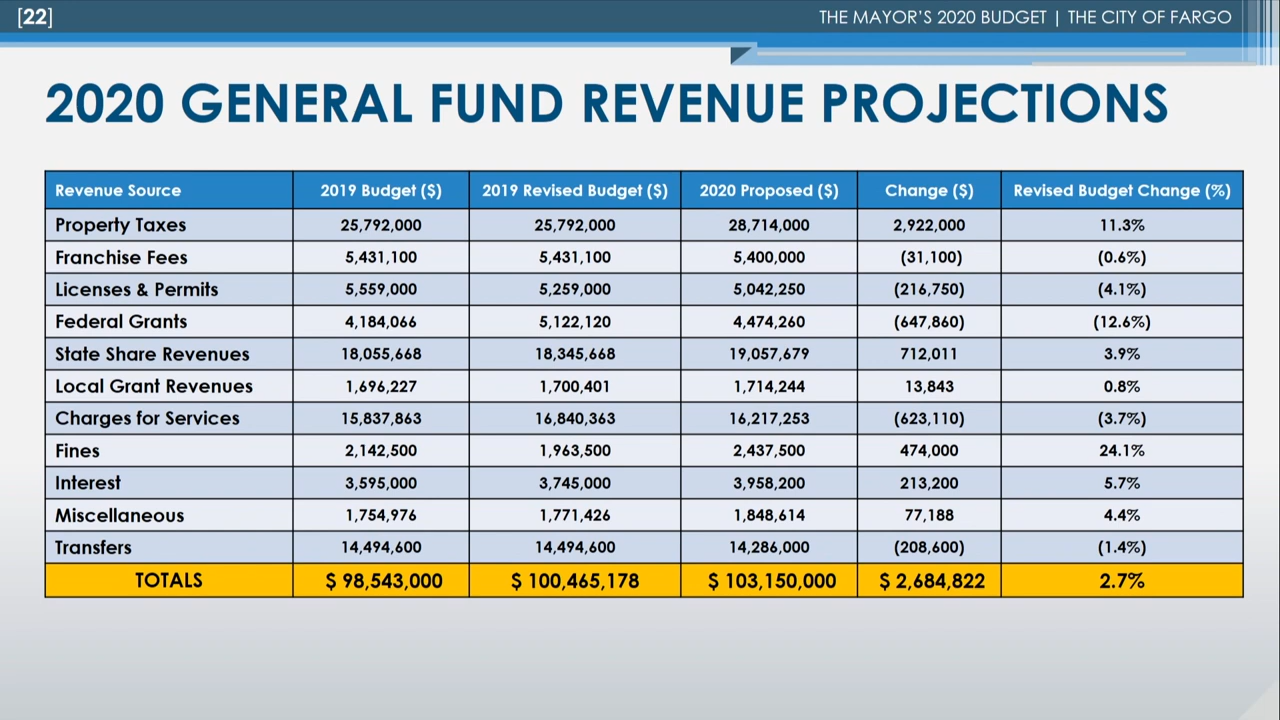 [22]
THE MAYOR'S 2020 BUDGET | THE CITY OF FARGO
2020 GENERAL FUND REVENUE PROJECTIONS
Revenue Source 2019 Budget ($) 2019 Revised Budget ($) 2020 Proposed ($) Change ($) Revised Budget Change (%)
Property Taxes 25,792,000 25,792,000 28,714,000 2,922,000 11.3%
Franchise Fees 5,431,100 5,431,100 5,400,000 (31,100) (0.6%)
Licenses & Permits 5,559,000 5,259,000 5,042,250 (216,750) (4.1%)
Federal Grants 4,184,066 5,122,120 4,474,260 (647,860) (12.6%)
State Share Revenues 18,055,668 18,345,668 19,057,679 712,011 3.9%
Local Grant Revenues 1,696,227 1,700,401 1,714,244 13,843 0.8%
Charges for Services 15,837,863 16,840,363 16,217,253 (623,110) (3.7%)
Fines 2,142,500 1,963,500 2,437,500 474,000 24.1%
Interest 3,595,000 3,745,000 3,958,200 213,200 5.7%
Miscellaneous 1,754,976 1,771,426 1,848,614 77,188 4.4%
Transfers 14,494,600 14,494,600 14,286,000 (208,600) (1.4%)
TOTALS $ 98,543,000 $ 100,465,178 $ 103,150,000 $ 2,684,822 2.7%